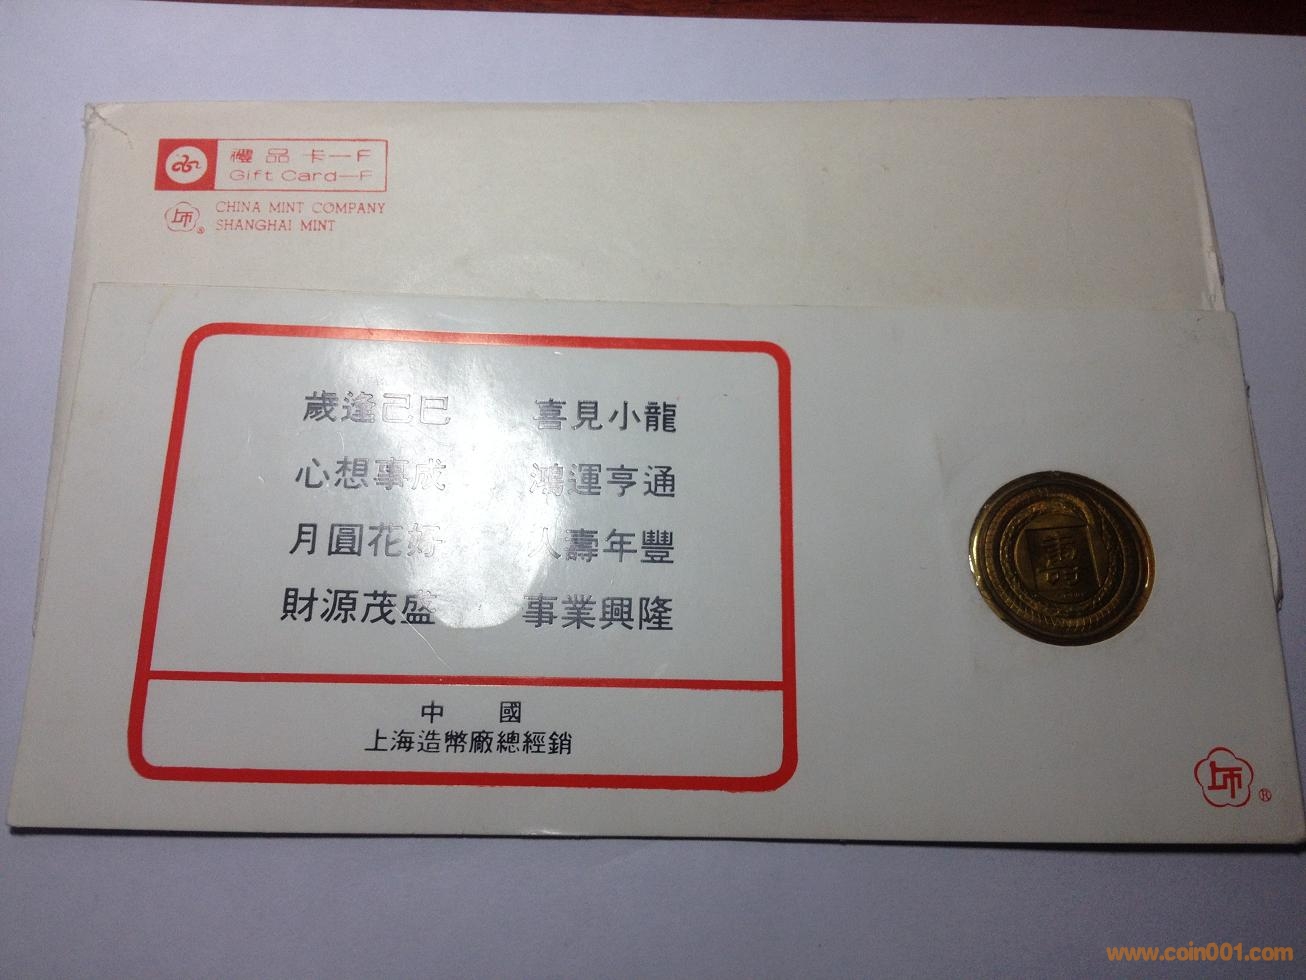 禮品卡—F
Gift Card—F
CHINA MINT COMPANY
SHANGHAI MINT
歲逢己巳 喜見小龍
心想事成 鴻運亨通
月圓花好 人壽年豐
財源茂盛 事業興隆
中 國
上海造幣廠總經銷
上币
®
www.coin001.com